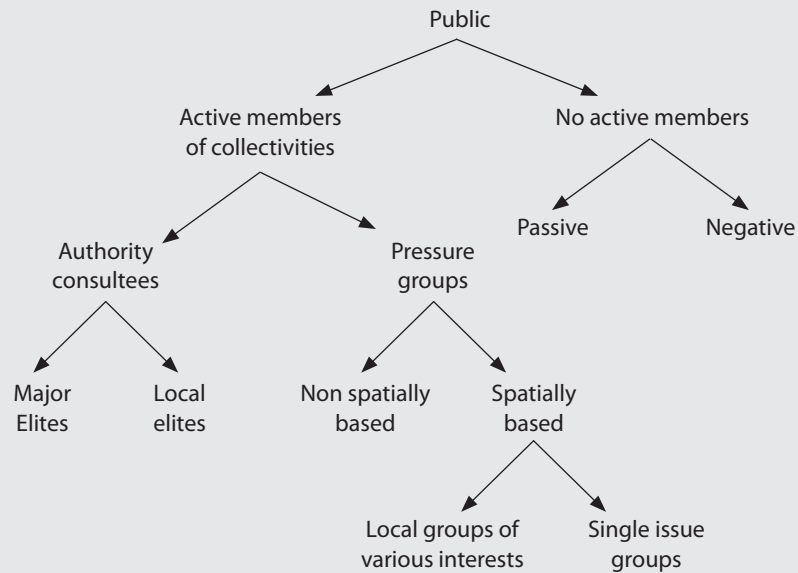 Public
Active members
of collectivities
No active members
Passive
Negative
Authority
consultees
Pressure
groups
Major
Elites
Local
elites
Non spatially
based
Spatially
based
Local groups of
various interests
Single issue
groups